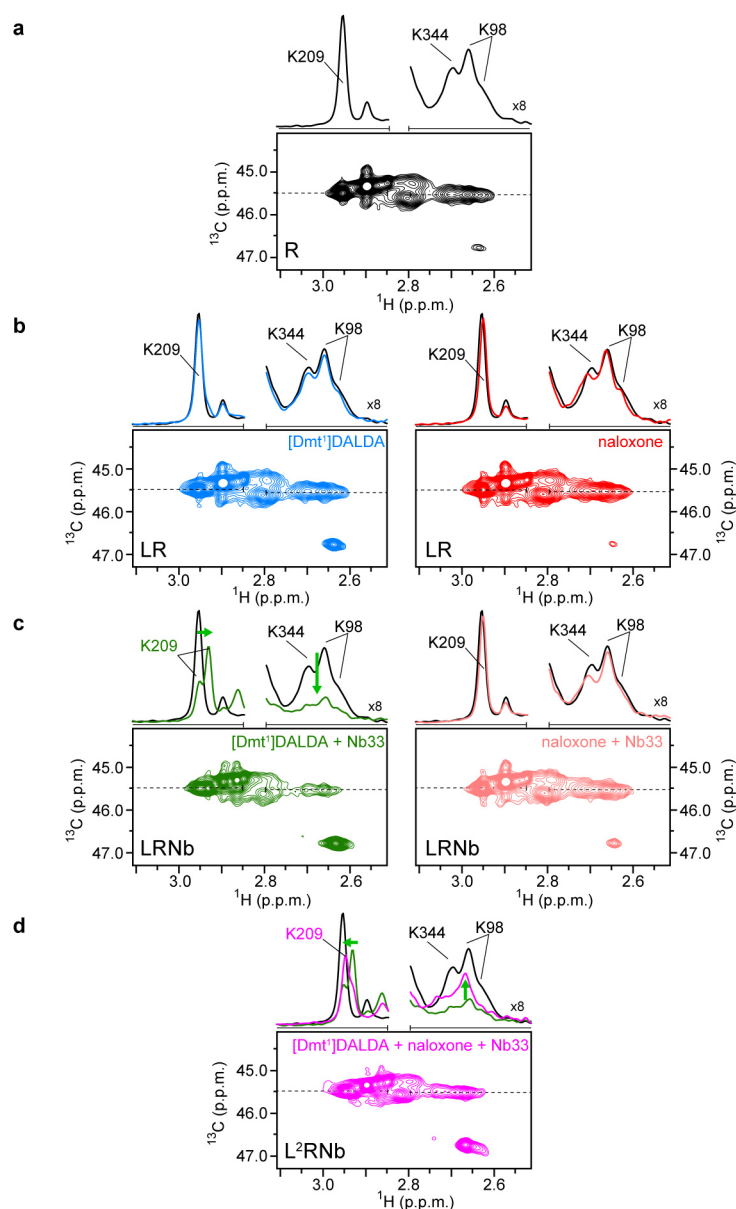 a
K209
K344
K98
x8
45.0
46.0
47.0
¹³C (p.p.m.)
R
3.0
2.8
2.6
¹H (p.p.m.)
b
K209
K344
K98
x8
[Dmt¹]DALDA
45.0
46.0
47.0
¹³C (p.p.m.)
LR
3.0
2.8
2.6
¹H (p.p.m.)
K209
K344
K98
x8
naloxone
45.0
46.0
47.0
¹³C (p.p.m.)
LR
3.0
2.8
2.6
¹H (p.p.m.)
c
K209
K344
K98
x8
[Dmt¹]DALDA + Nb33
45.0
46.0
47.0
¹³C (p.p.m.)
LRNb
3.0
2.8
2.6
¹H (p.p.m.)
K209
K344
K98
x8
naloxone + Nb33
45.0
46.0
47.0
¹³C (p.p.m.)
LRNb
3.0
2.8
2.6
¹H (p.p.m.)
d
K209
K344
K98
x8
[Dmt¹]DALDA + naloxone + Nb33
45.0
46.0
47.0
¹³C (p.p.m.)
L²RNb
3.0
2.8
2.6
¹H (p.p.m.)